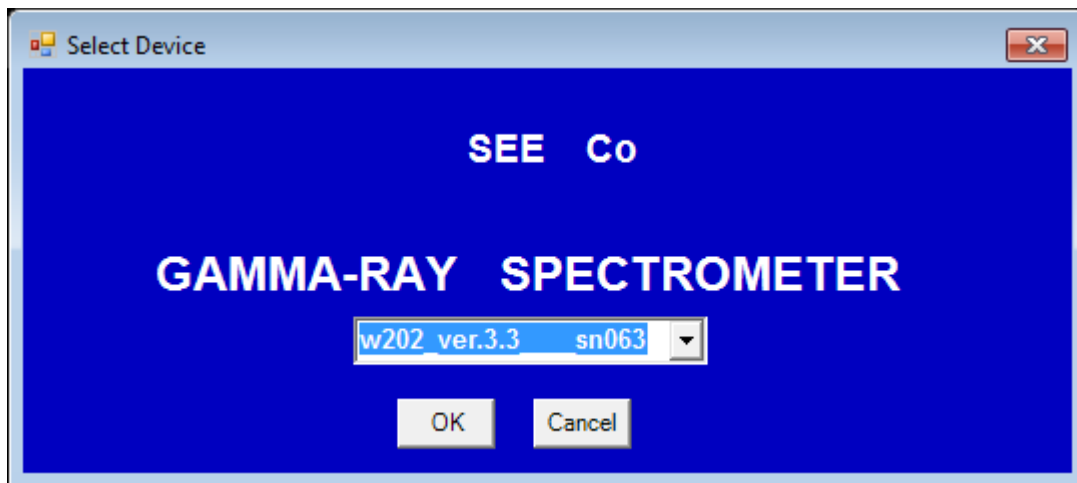 Select Device
SEE Co
GAMMA-RAY SPECTROMETER
w202_ver.3.3____sn063
OK Cancel